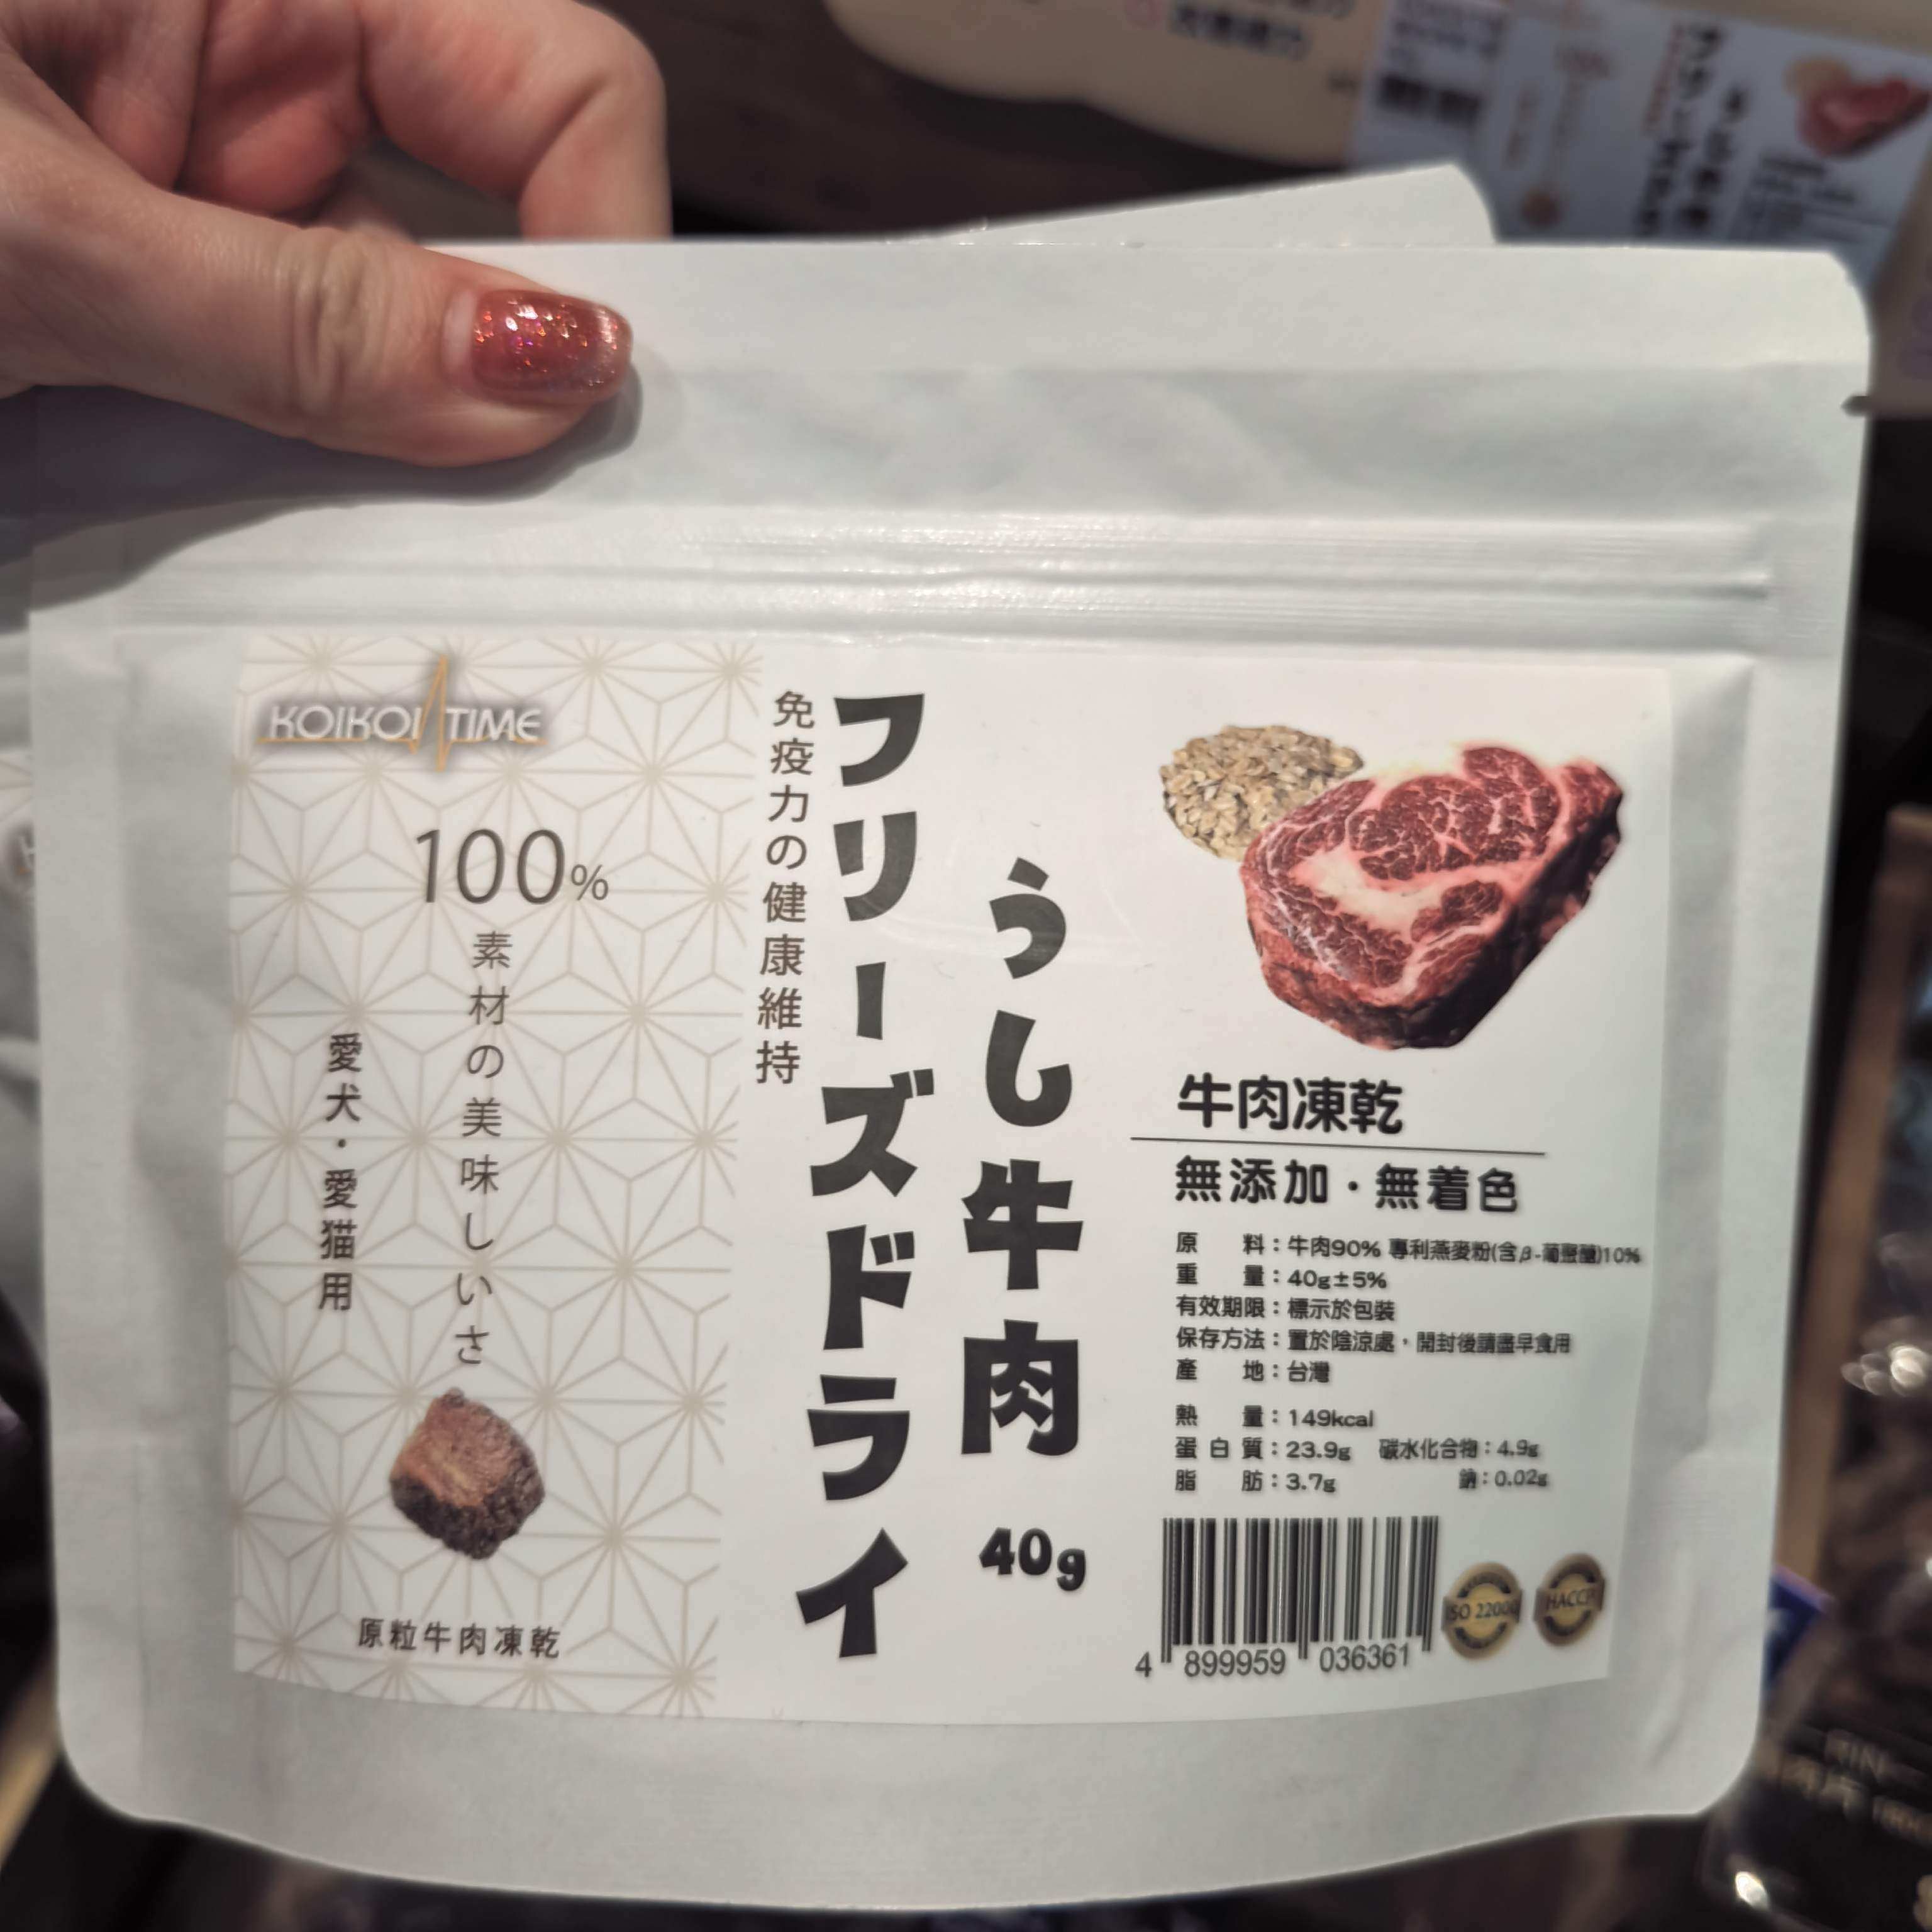 KOIKOI TIME
100%
素材の美味しいさ
愛犬・愛猫用
原粒牛肉凍乾
免疫力の健康維持
フリーズドライ
うし牛肉
40g
牛肉凍乾
無添加・無着色
原 料：牛肉90% 專利燕麥粉(含β-葡聚醣)10%
重 量：40g±5%
有效期限：標示於包裝
保存方法：置於陰涼處，開封後請盡早食用
產 地：台灣
熱 量：149kcal
蛋白質：23.9g 碳水化合物：4.9g
脂 肪：3.7g 鈉：0.02g
4 899959 036361
ISO 22000
HACCP